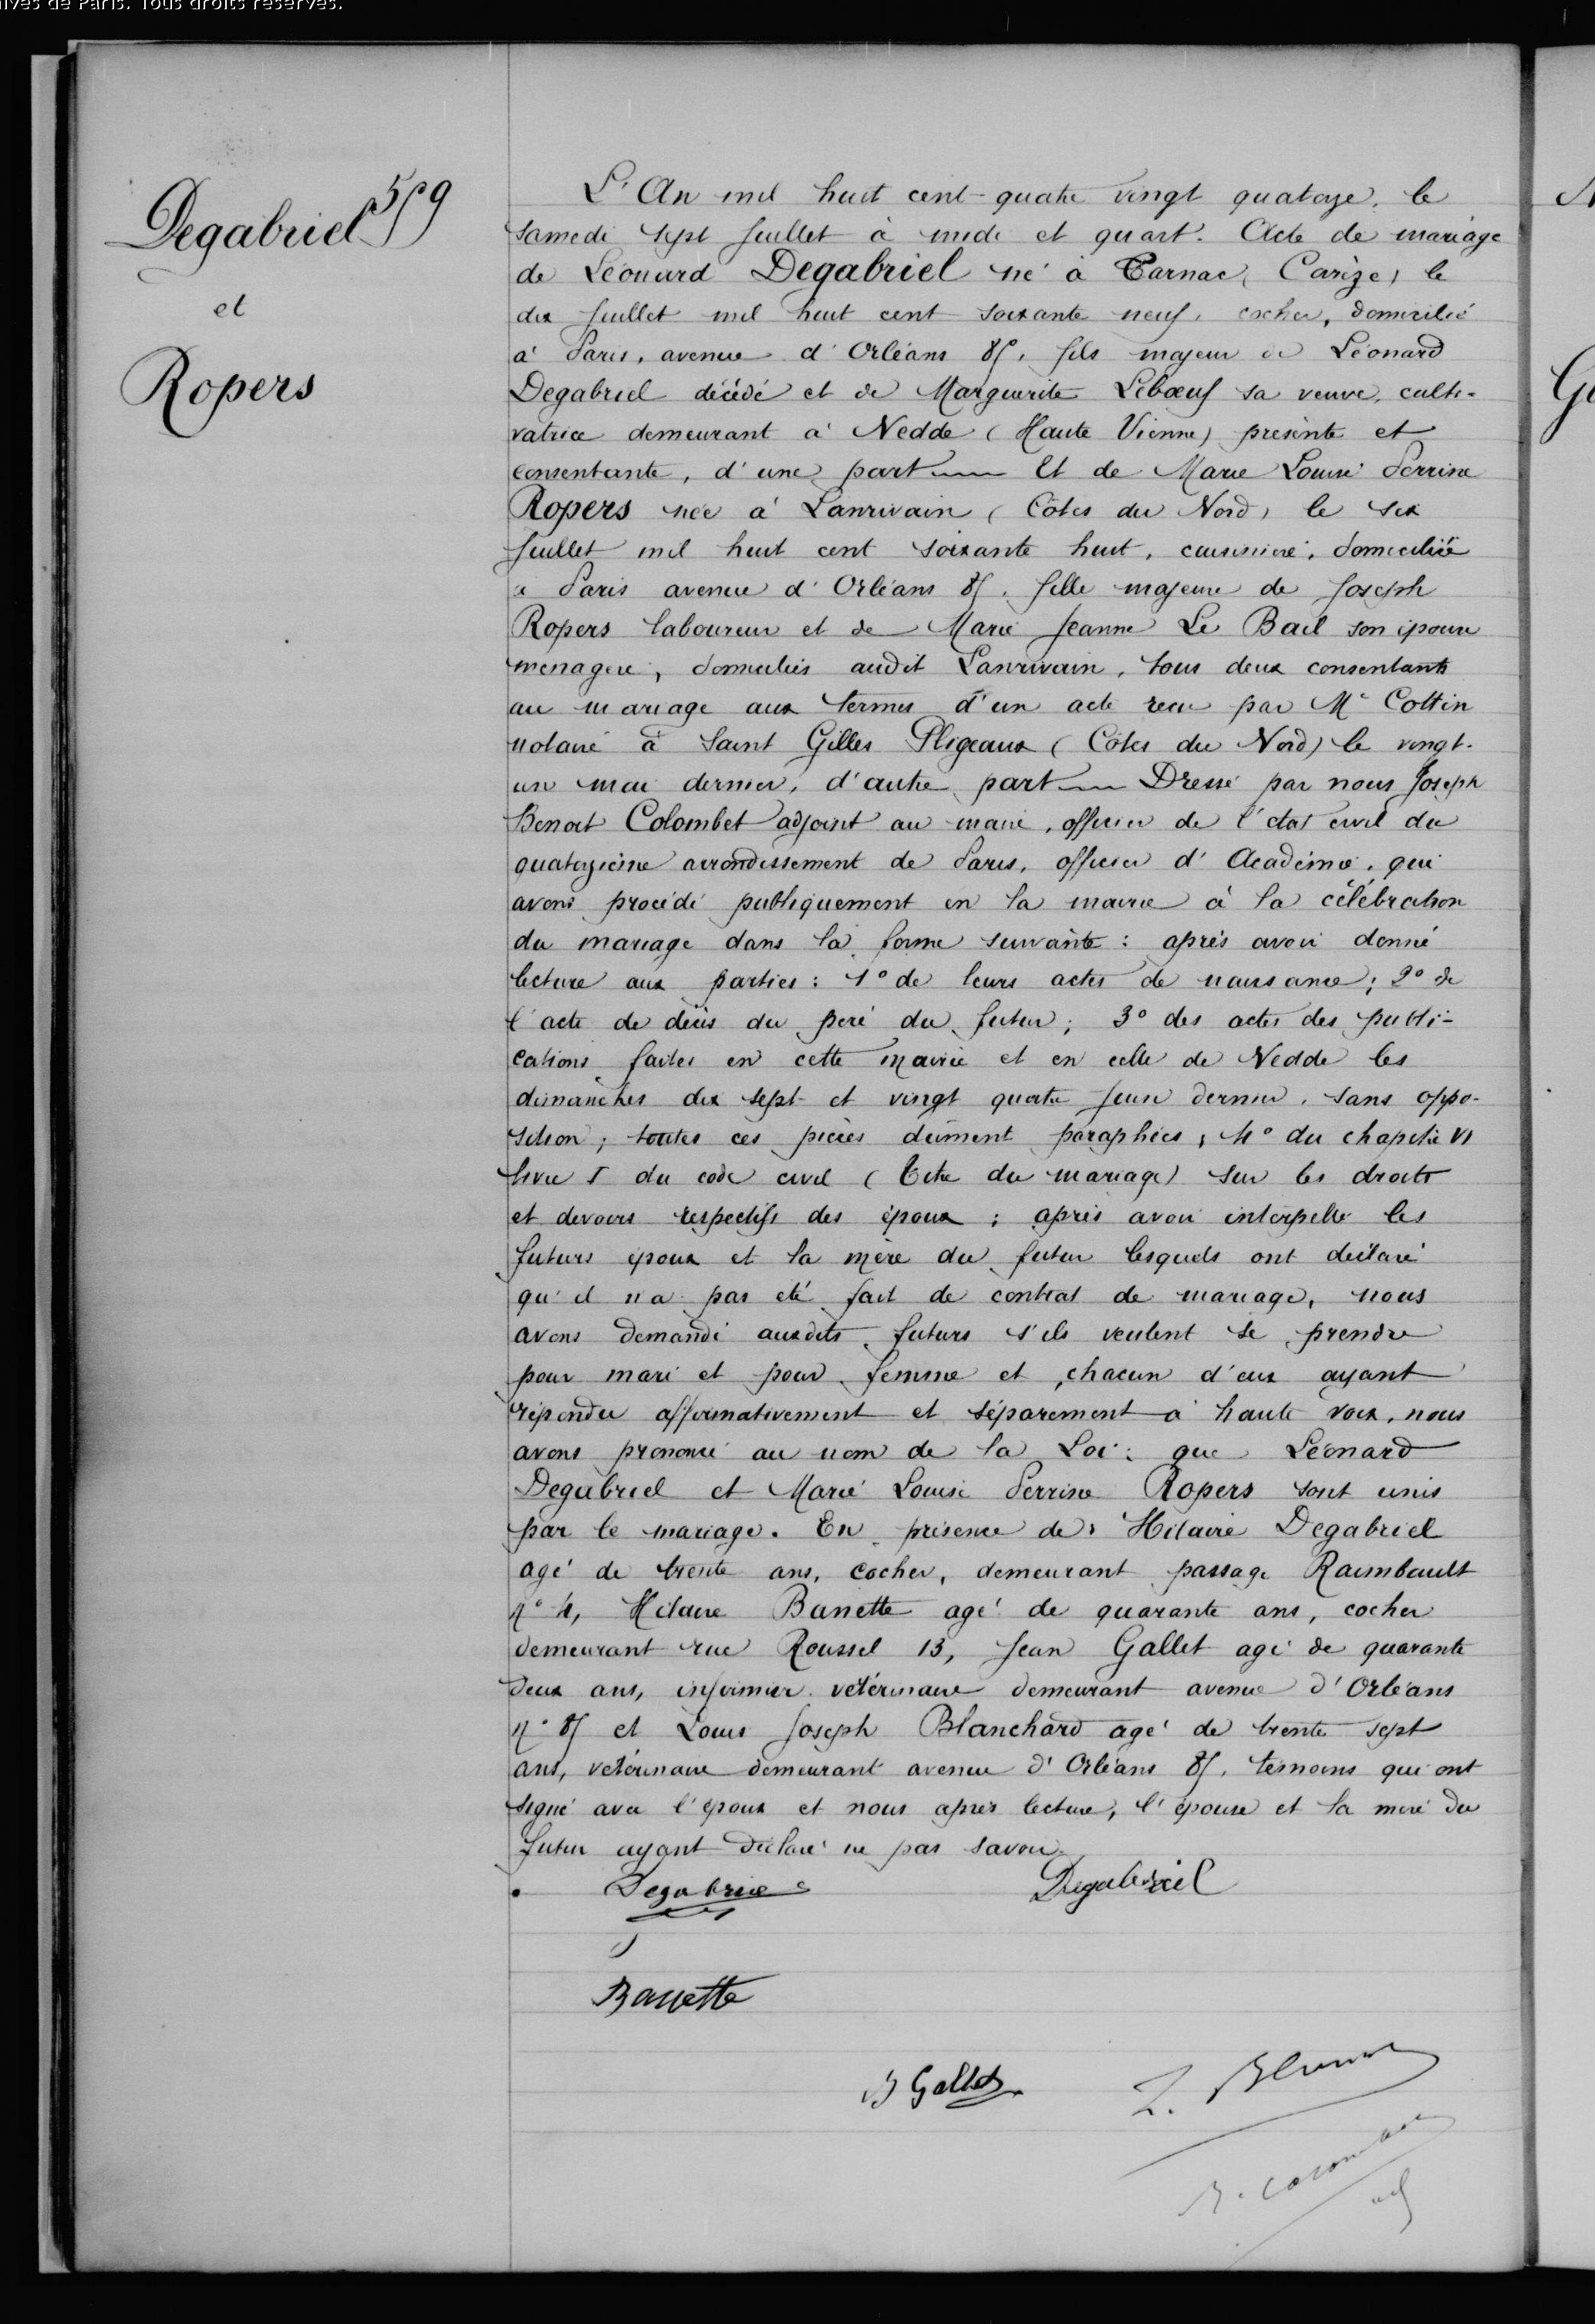 ives de Paris. Tous droits réservés.
Degabriel 519
et
Ropers
L'An mil huit cent quatre vingt quatorze, le
samedi sept Juillet à midi et quart. Acte de mariage
de Léonard Degabriel né à Tarnac, (Corrèze) le
dix Juillet mil huit cent soixante neuf, cocher, domicilié
à Paris, avenue d'Orléans 85, fils majeur de Léonard
Degabriel décédé et de Marguerite Lebœuf sa veuve, culti-
vatrice demeurant à Nedde (Haute Vienne) présente et
consentante, d'une part Et de Marie Louise Perrine
Ropers née à Lanrivain (Côtes du Nord) le six
Juillet mil huit cent soixante huit, cuisinière, domiciliée
à Paris avenue d'Orléans 85, fille majeure de Joseph
Ropers laboureur et de Marie Jeanne Le Bail son épouse
ménagère, domiciliés audit Lanrivain, tous deux consentants
au mariage aux termes d'un acte reçu par Me Cottin
notaire à Saint Gilles Pligeaux (Côtes du Nord) le vingt-
un mai dernier, d'autre part Dressé par nous Joseph
Benoit Colombet adjoint au maire, officier de l'état civil du
quatorzième arrondissement de Paris, officier d'Académie, qui
avons procédé publiquement en la mairie à la célébration
du mariage dans la forme suivante : après avoir donné
lecture aux parties : 1° de leurs actes de naissance ; 2° de
l'acte de décès du père du futur ; 3° des actes des publi-
cations faites en cette mairie et en celle de Nedde les
dimanches dix sept et vingt quatre Juin dernier, sans oppo-
sition ; toutes ces pièces dûment paraphées ; 4° du chapitre VI
livre I du code civil (Titre du mariage) sur les droits
et devoirs respectifs des époux ; après avoir interpellé les
futurs époux et la mère du futur lesquels ont déclaré
qu'il n'a pas été fait de contrat de mariage, nous
avons demandé auxdits futurs s'ils veulent se prendre
pour mari et pour femme et chacun d'eux ayant
répondu affirmativement et séparément à haute voix, nous
avons prononcé au nom de la Loi : que Léonard
Degabriel et Marie Louise Perrine Ropers sont unis
par le mariage. En présence de : Hilaire Degabriel
agé de trente ans, cocher, demeurant passage Raimbault
n° 4, Hilaire Banette agé de quarante ans, cocher
demeurant rue Roussel 13, Jean Gallet agé de quarante
deux ans, infirmier vétérinaire demeurant avenue d'Orléans
n° 85 et Louis Joseph Blanchard agé de trente sept
ans, vétérinaire demeurant avenue d'Orléans 85, témoins qui ont
signé avec l'époux et nous après lecture, l'épouse et la mère du
futur ayant déclaré ne pas savoir.
Degabriel Degabriel
Banette
Gallet